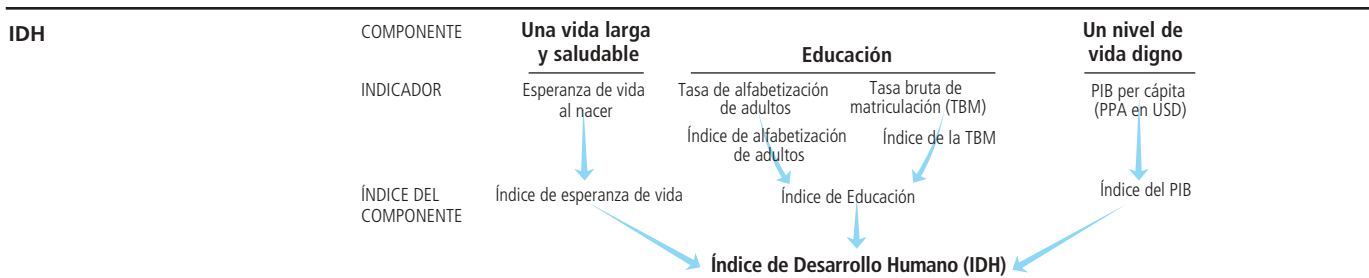 IDH
COMPONENTE
Una vida larga
y saludable
Educación
Un nivel de
vida digno
INDICADOR
Esperanza de vida
al nacer
Tasa de alfabetización
de adultos
Tasa bruta de
matriculación (TBM)
PIB per cápita
(PPA en USD)
Índice de alfabetización
de adultos
Índice de la TBM
ÍNDICE DEL
COMPONENTE
Índice de esperanza de vida
Índice de Educación
Índice del PIB
Índice de Desarrollo Humano (IDH)